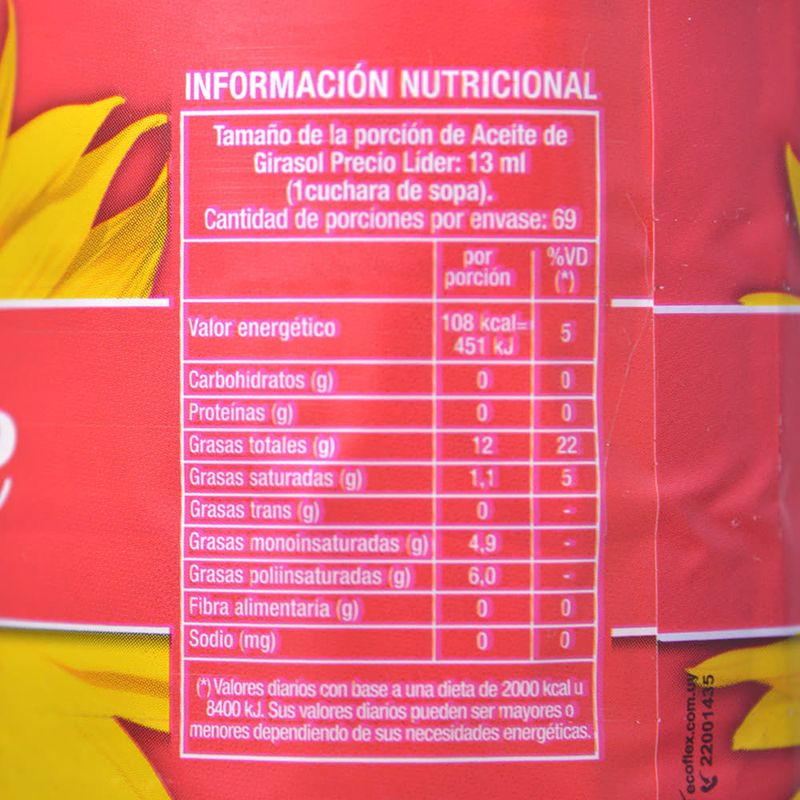 INFORMACIÓN NUTRICIONAL
Tamaño de la porción de Aceite de
Girasol Precio Líder: 13 ml
(1cuchara de sopa).
Cantidad de porciones por envase: 69
por porción %VD (*)
Valor energético 108 kcal= 451 kJ 5
Carbohidratos (g) 0 0
Proteínas (g) 0 0
Grasas totales (g) 12 22
Grasas saturadas (g) 1,1 5
Grasas trans (g) 0 -
Grasas monoinsaturadas (g) 4,9 -
Grasas poliinsaturadas (g) 6,0 -
Fibra alimentaria (g) 0 0
Sodio (mg) 0 0
(*) Valores diarios con base a una dieta de 2000 kcal u
8400 kJ. Sus valores diarios pueden ser mayores o
menores dependiendo de sus necesidades energéticas.
ecoflex.com.uy
22001435